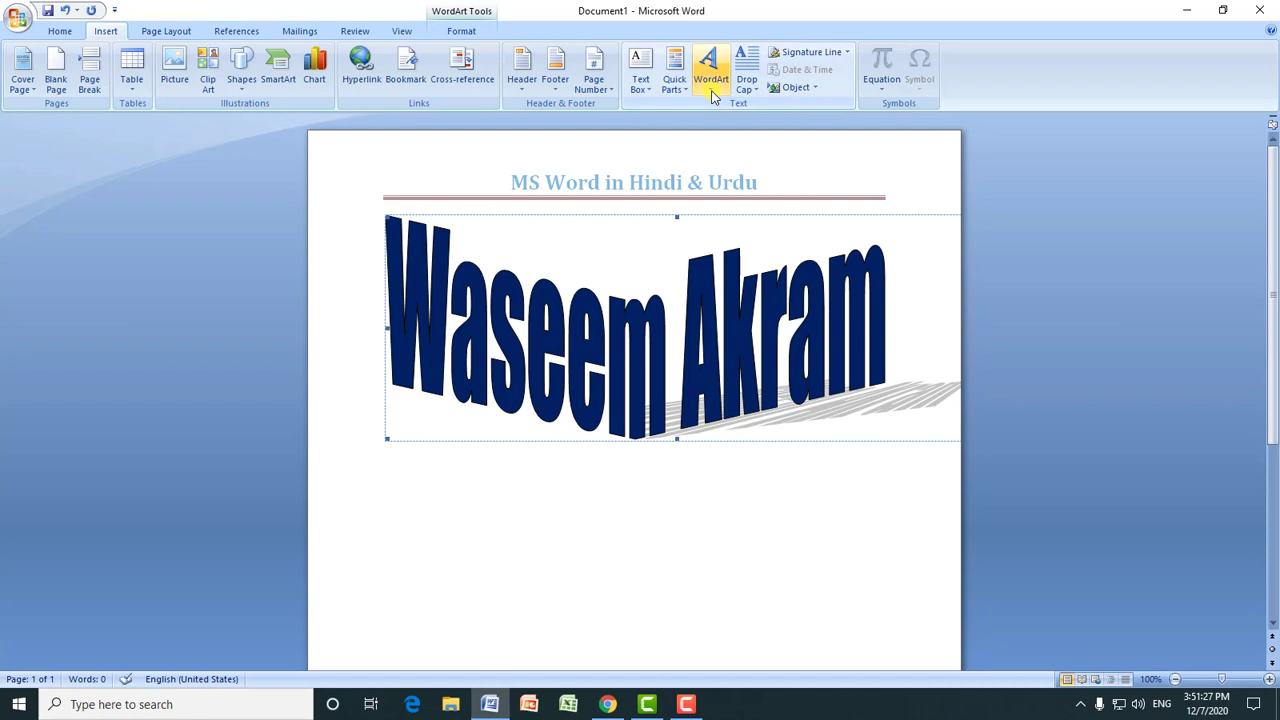 WordArt Tools
Document1 - Microsoft Word
Home Insert Page Layout References Mailings Review View Format
Cover Page
Blank Page
Page Break
Table
Picture
Clip Art
Shapes
SmartArt
Chart
Hyperlink
Bookmark
Cross-reference
Header
Footer
Page Number
Text Box
Quick Parts
WordArt
Drop Cap
Signature Line
Date & Time
Object
Equation
Symbol
Pages Tables Illustrations Links Header & Footer Text Symbols
MS Word in Hindi & Urdu
Waseem Akram
Page: 1 of 1 Words: 0 English (United States) 100%
Type here to search
ENG
3:51:27 PM
12/7/2020